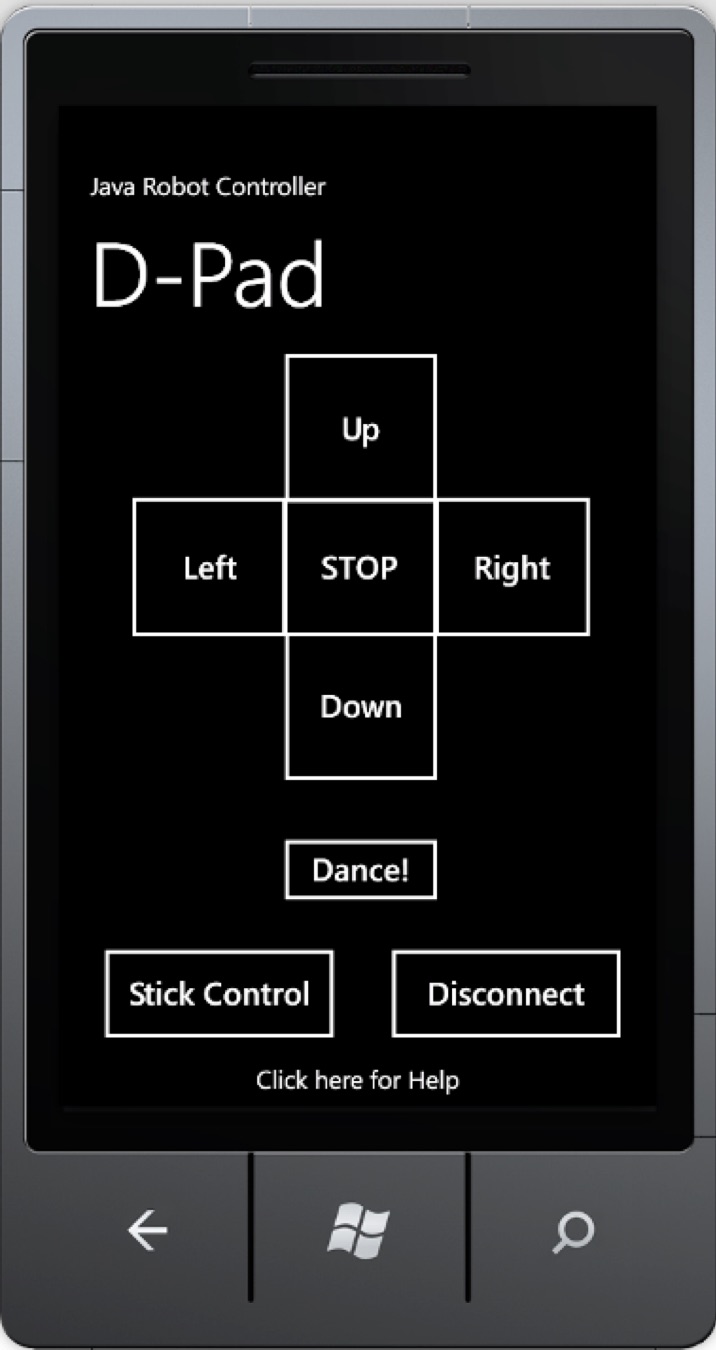 Java Robot Controller
D-Pad
Up
Left STOP Right
Down
Dance!
Stick Control Disconnect
Click here for Help